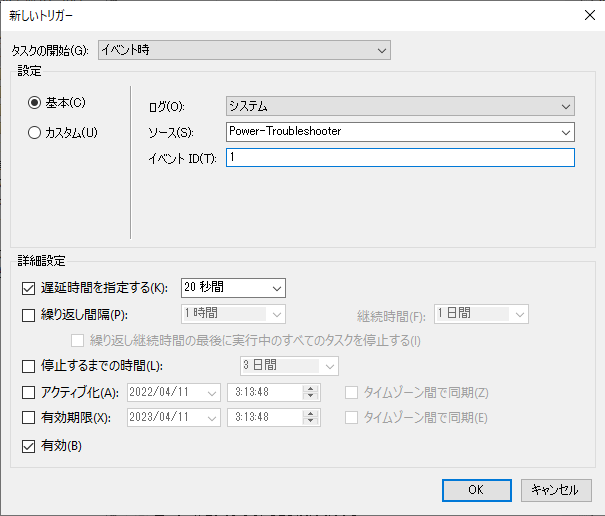 新しいトリガー
タスクの開始(G): イベント時
設定
基本(C)
カスタム(U)
ログ(O): システム
ソース(S): Power-Troubleshooter
イベント ID(T): 1
詳細設定
遅延時間を指定する(K): 20 秒間
繰り返し間隔(P): 1 時間 継続時間(F): 1 日間
繰り返し継続時間の最後に実行中のすべてのタスクを停止する(I)
停止するまでの時間(L): 3 日間
アクティブ化(A): 2022/04/11 3:13:48 タイムゾーン間で同期(Z)
有効期限(X): 2023/04/11 3:13:48 タイムゾーン間で同期(E)
有効(B)
OK キャンセル